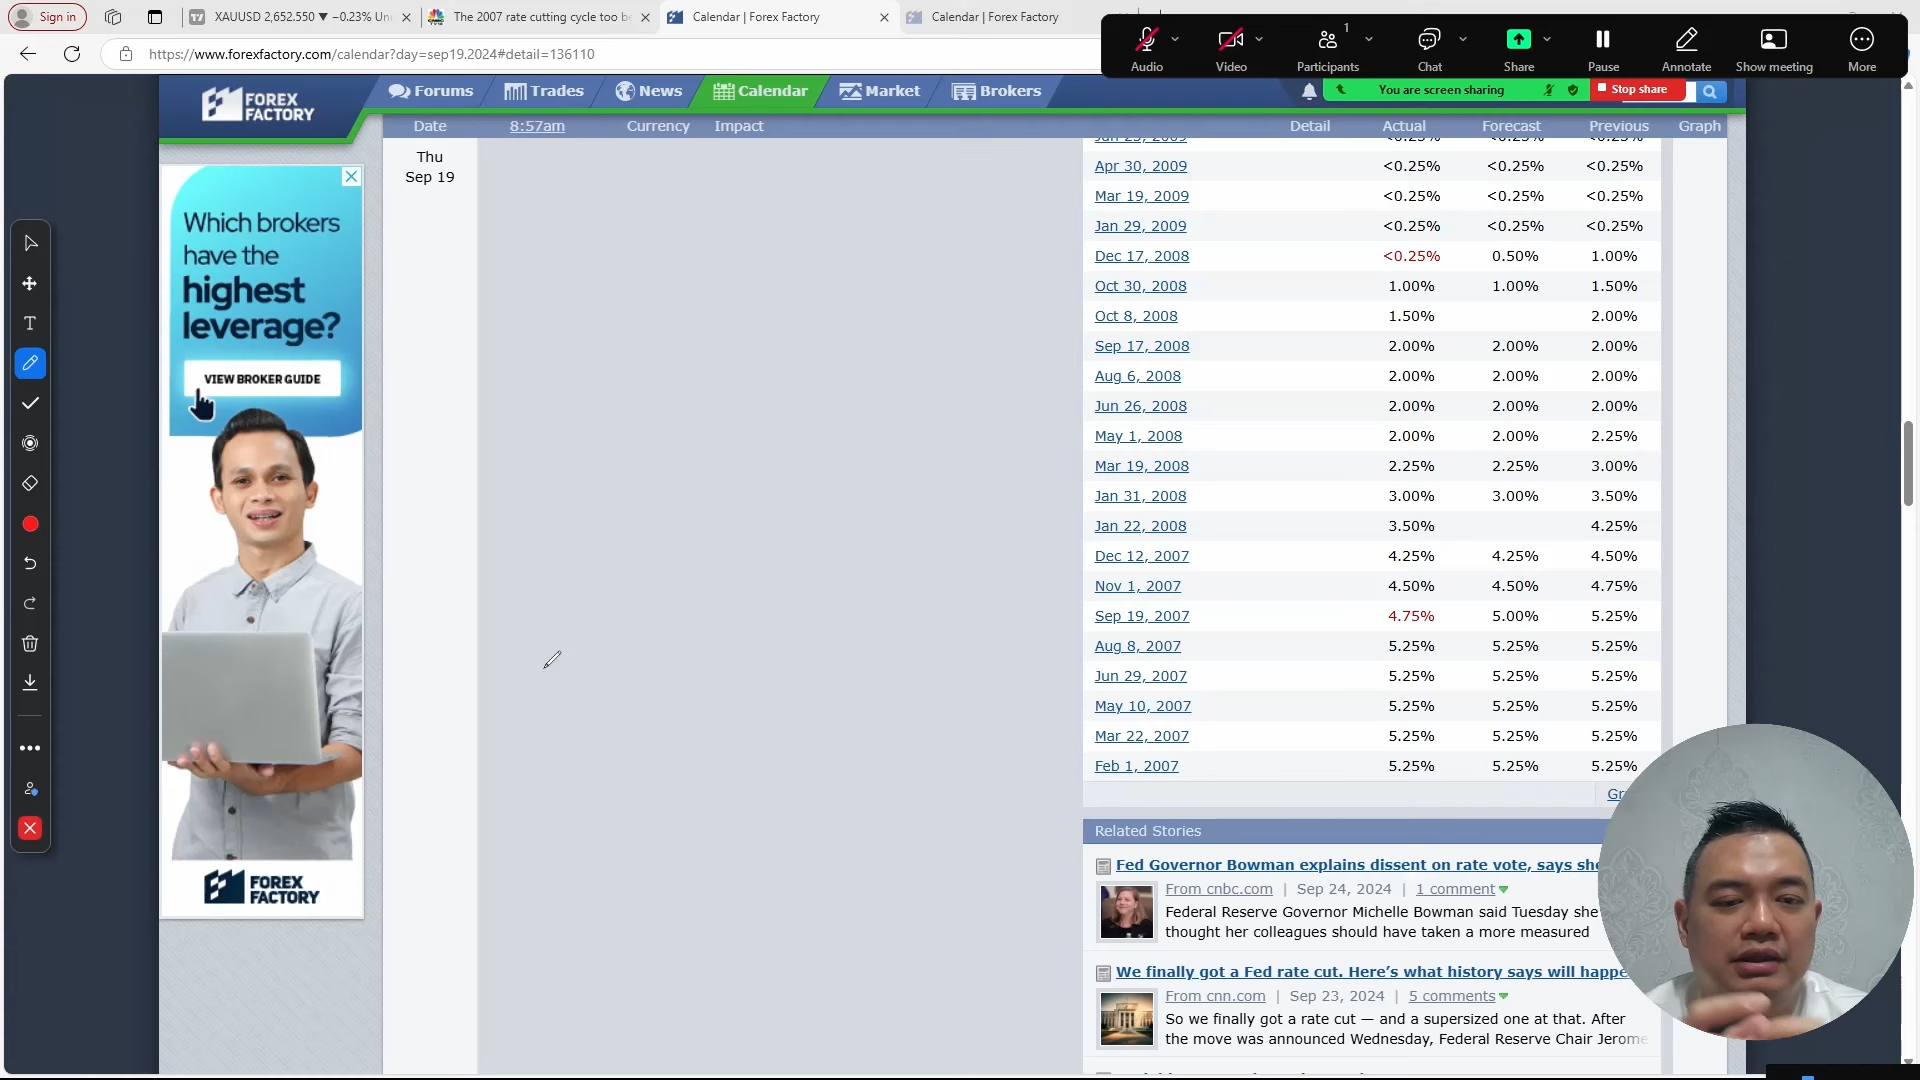 Sign in
XAUUSD 2,652.550 ▼ −0.23% Un
The 2007 rate cutting cycle too b
Calendar | Forex Factory
Calendar | Forex Factory
https://www.forexfactory.com/calendar?day=sep19.2024#detail=136110
Audio
Video
1
Participants
Chat
Share
Pause
Annotate
Show meeting
More
You are screen sharing
Stop share
FOREX
FACTORY
Forums
Trades
News
Calendar
Market
Brokers
Date 8:57am Currency Impact Detail Actual Forecast Previous Graph
Thu
Sep 19
Apr 30, 2009 <0.25% <0.25% <0.25%
Mar 19, 2009 <0.25% <0.25% <0.25%
Jan 29, 2009 <0.25% <0.25% <0.25%
Dec 17, 2008 <0.25% 0.50% 1.00%
Oct 30, 2008 1.00% 1.00% 1.50%
Oct 8, 2008 1.50% 2.00%
Sep 17, 2008 2.00% 2.00% 2.00%
Aug 6, 2008 2.00% 2.00% 2.00%
Jun 26, 2008 2.00% 2.00% 2.00%
May 1, 2008 2.00% 2.00% 2.25%
Mar 19, 2008 2.25% 2.25% 3.00%
Jan 31, 2008 3.00% 3.00% 3.50%
Jan 22, 2008 3.50% 4.25%
Dec 12, 2007 4.25% 4.25% 4.50%
Nov 1, 2007 4.50% 4.50% 4.75%
Sep 19, 2007 4.75% 5.00% 5.25%
Aug 8, 2007 5.25% 5.25% 5.25%
Jun 29, 2007 5.25% 5.25% 5.25%
May 10, 2007 5.25% 5.25% 5.25%
Mar 22, 2007 5.25% 5.25% 5.25%
Feb 1, 2007 5.25% 5.25% 5.25%
Related Stories
Fed Governor Bowman explains dissent on rate vote, says she
From cnbc.com | Sep 24, 2024 | 1 comment
Federal Reserve Governor Michelle Bowman said Tuesday she
thought her colleagues should have taken a more measured
We finally got a Fed rate cut. Here's what history says will happe
From cnn.com | Sep 23, 2024 | 5 comments
So we finally got a rate cut — and a supersized one at that. After
the move was announced Wednesday, Federal Reserve Chair Jerome
Which brokers
have the
highest
leverage?
VIEW BROKER GUIDE
FOREX
FACTORY
T